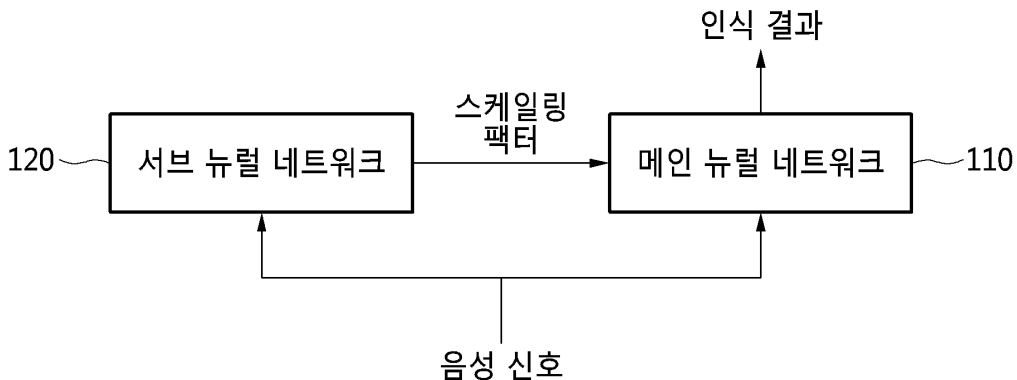 인식 결과
스케일링
팩터
120
서브 뉴럴 네트워크
메인 뉴럴 네트워크
110
음성 신호